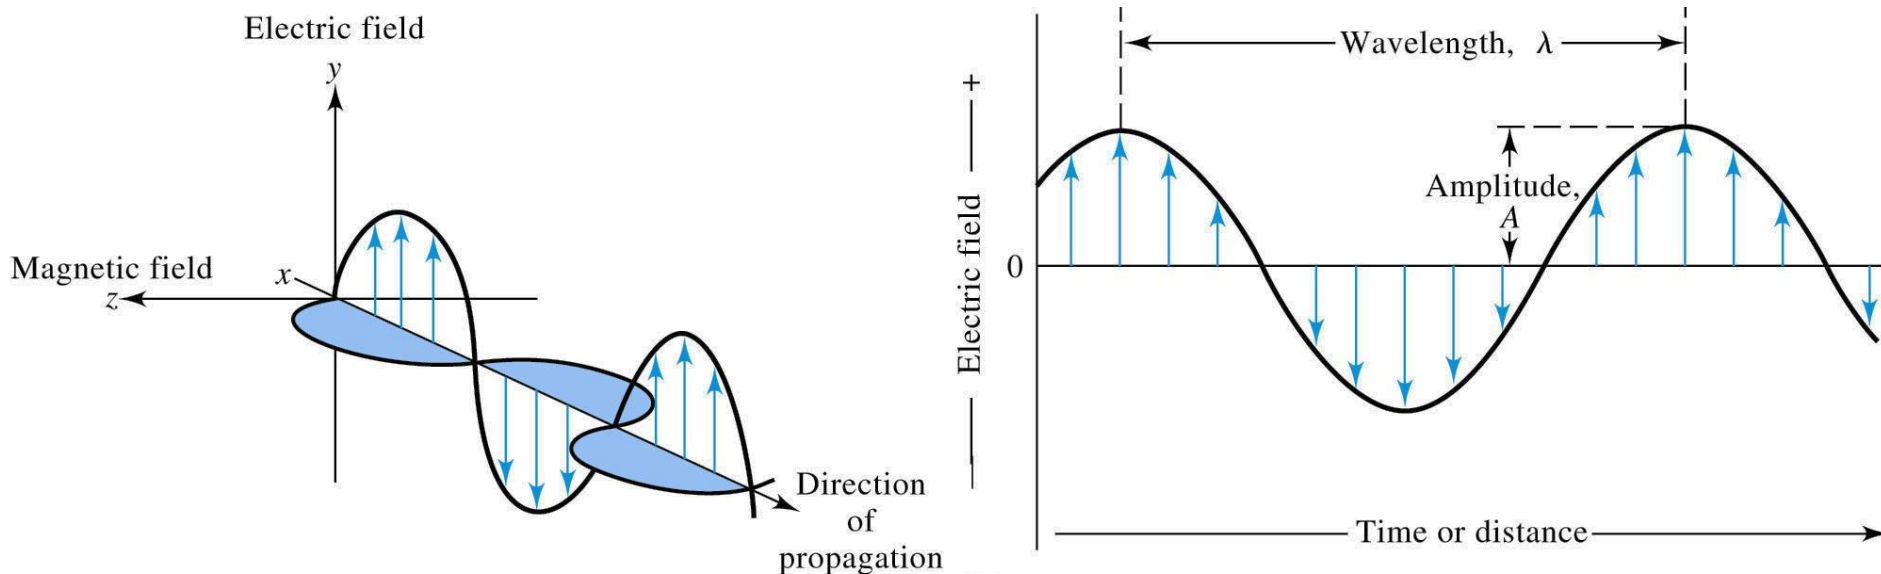 Electric field
y
Magnetic field
x
z
Direction
of
propagation
Wavelength, λ
+
Electric field
0
Amplitude,
A
Time or distance